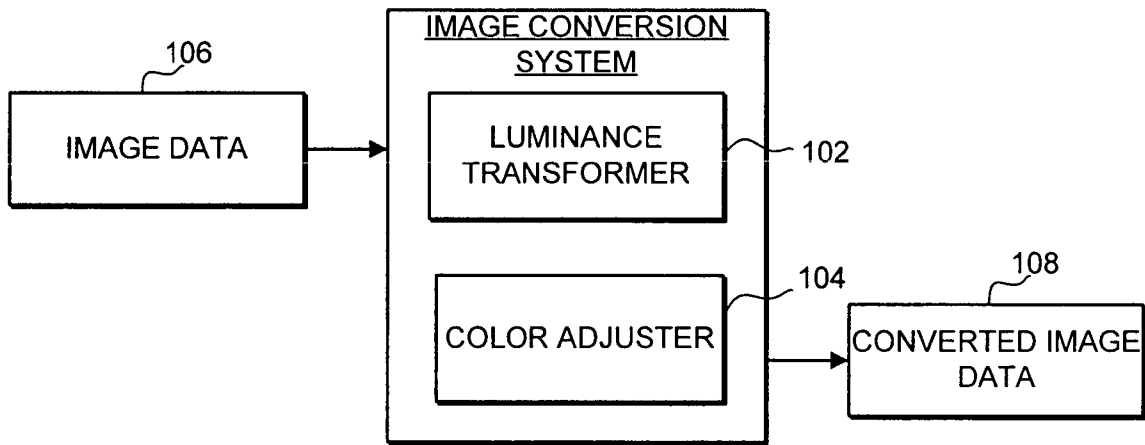 IMAGE CONVERSION
SYSTEM
106
IMAGE DATA
LUMINANCE
TRANSFORMER
102
104
COLOR ADJUSTER
108
CONVERTED IMAGE
DATA